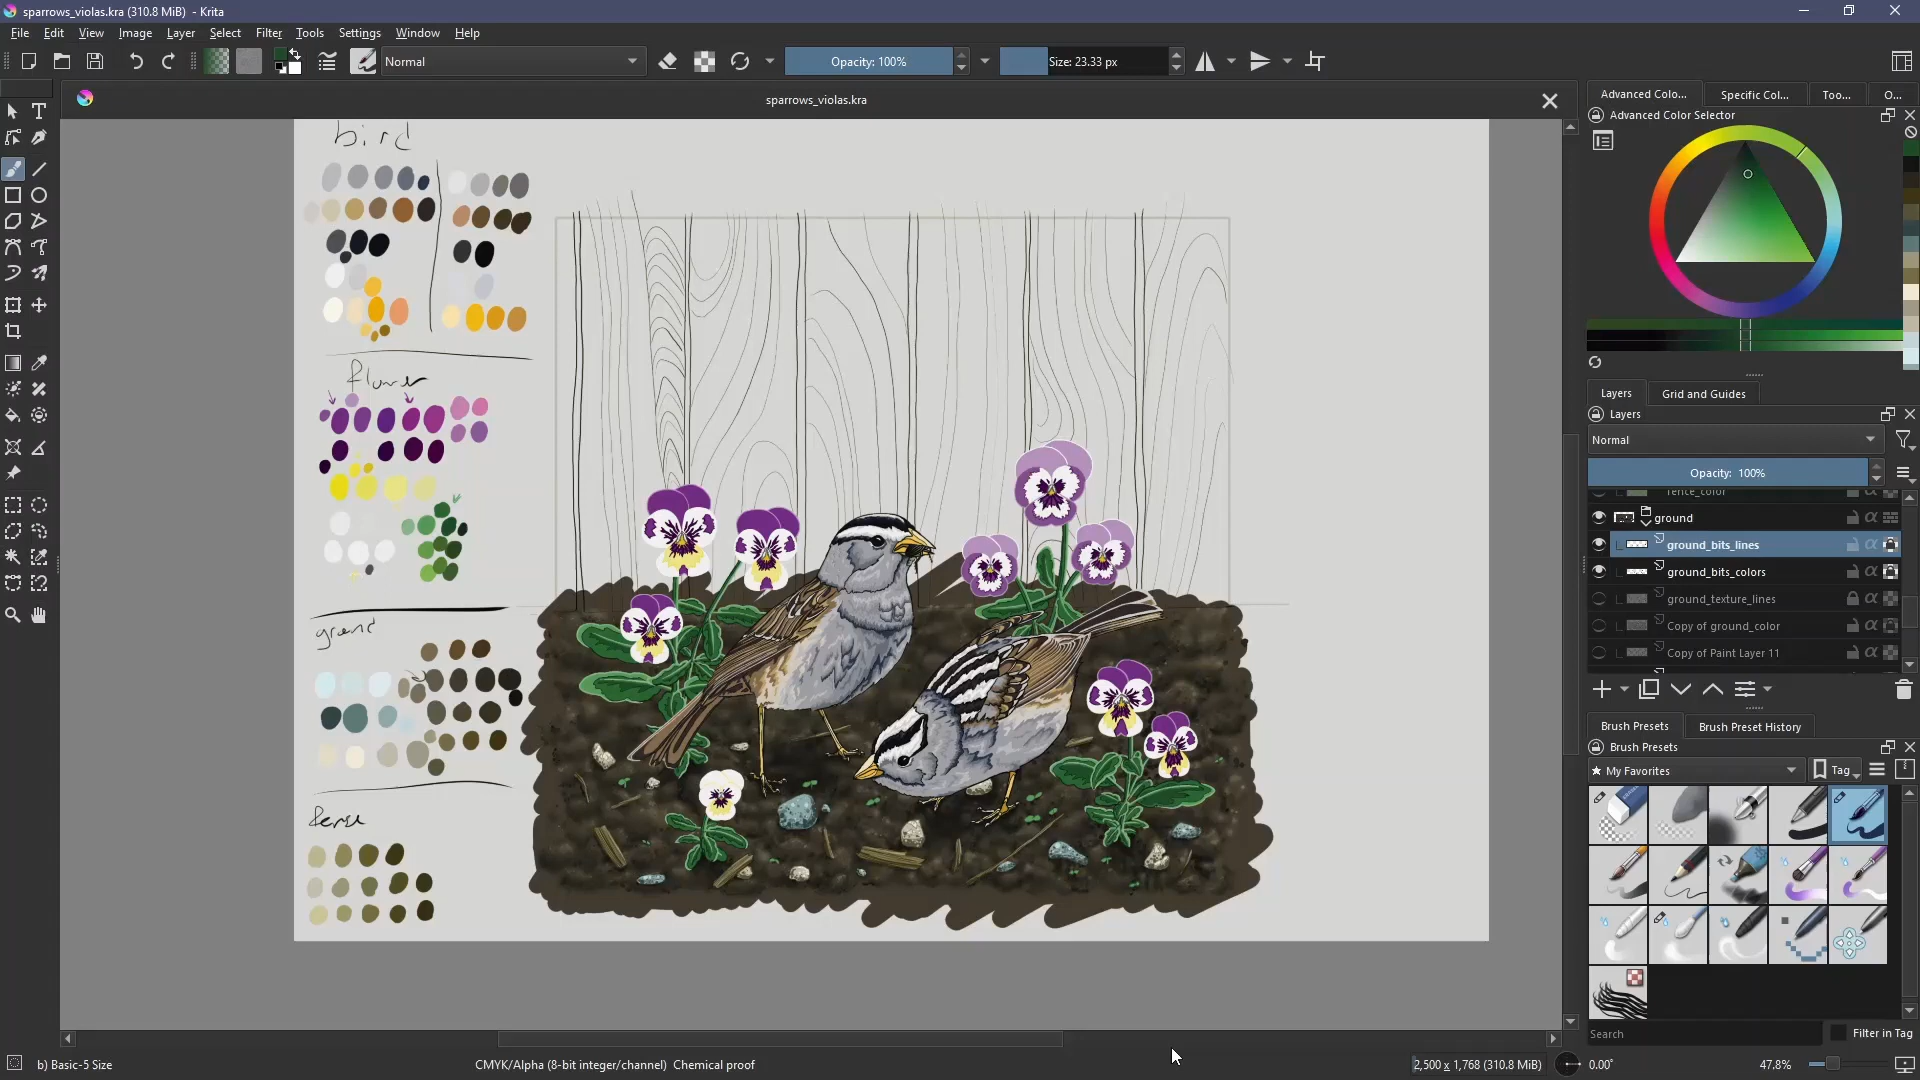 sparrows_violas.kra (310.8 MiB) - Krita
File Edit View Image Layer Select Filter Tools Settings Window Help
Normal
Opacity: 100%
Size: 23.33 px
sparrows_violas.kra
Advanced Colo... Specific Col... Too... O...
Advanced Color Selector
bird
flower
ground
Layers Grid and Guides
Layers
Normal
Opacity: 100%
fence_color
ground
ground_bits_lines
ground_bits_colors
ground_texture_lines
Copy of ground_color
Copy of Paint Layer 11
Brush Presets Brush Preset History
Brush Presets
★ My Favorites
Tag
Search
Filter in Tag
b) Basic-5 Size
CMYK/Alpha (8-bit integer/channel) Chemical proof
2,500 x 1,768 (310.8 MiB)
0.00°
47.8%